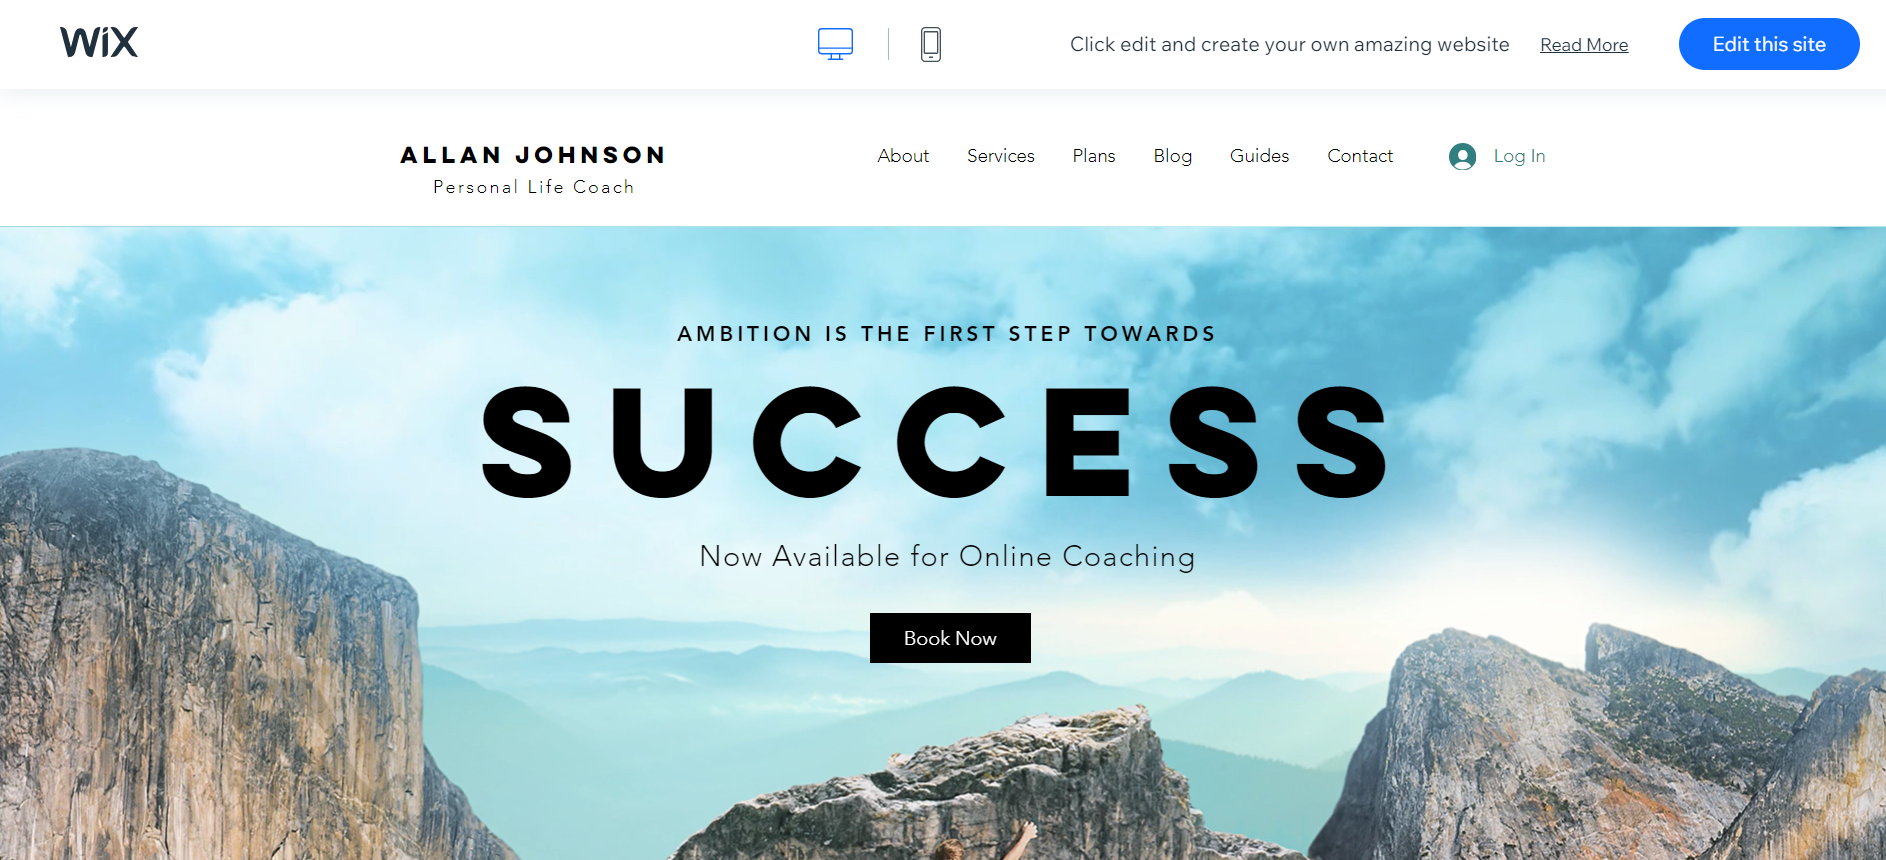 WiX
Click edit and create your own amazing website Read More Edit this site
ALLAN JOHNSON
Personal Life Coach
About Services Plans Blog Guides Contact Log In
AMBITION IS THE FIRST STEP TOWARDS
SUCCESS
Now Available for Online Coaching
Book Now